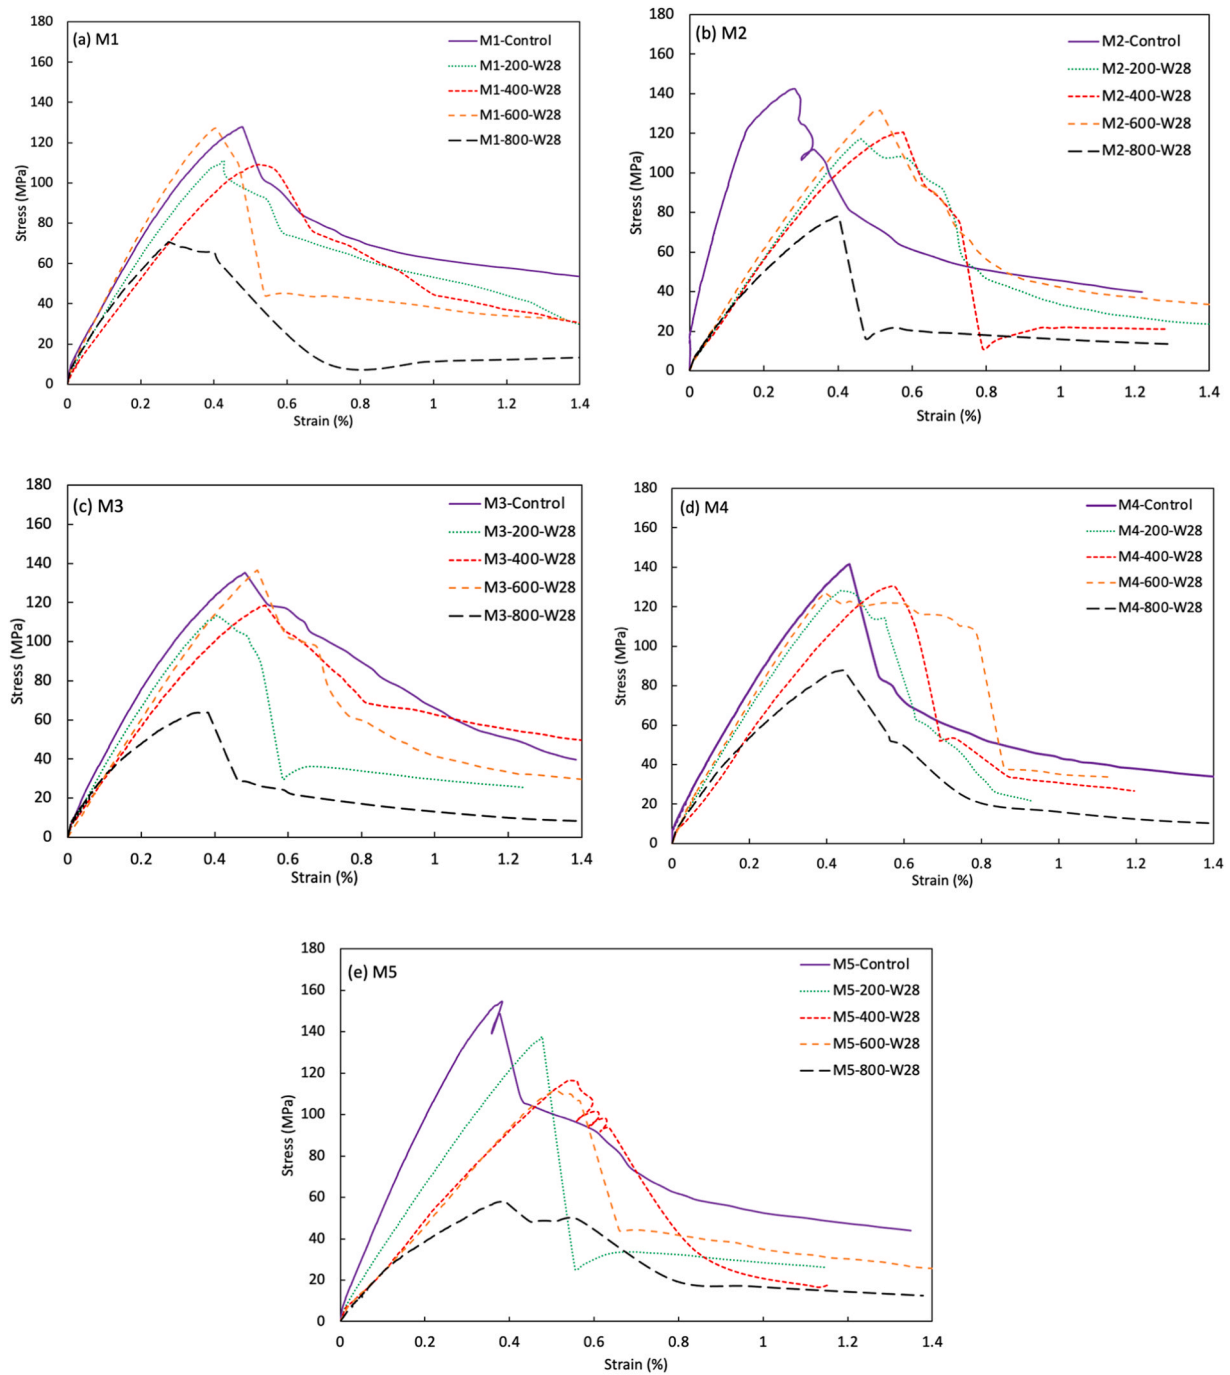 (a) M1
M1-Control
M1-200-W28
M1-400-W28
M1-600-W28
M1-800-W28
Stress (MPa)
180
160
140
120
100
80
60
40
20
0
0 0.2 0.4 0.6 0.8 1 1.2 1.4
Strain (%)
(b) M2
M2-Control
M2-200-W28
M2-400-W28
M2-600-W28
M2-800-W28
Stress (MPa)
180
160
140
120
100
80
60
40
20
0
0 0.2 0.4 0.6 0.8 1 1.2 1.4
Strain (%)
(c) M3
M3-Control
M3-200-W28
M3-400-W28
M3-600-W28
M3-800-W28
Stress (MPa)
180
160
140
120
100
80
60
40
20
0
0 0.2 0.4 0.6 0.8 1 1.2 1.4
Strain (%)
(d) M4
M4-Control
M4-200-W28
M4-400-W28
M4-600-W28
M4-800-W28
Stress (MPa)
180
160
140
120
100
80
60
40
20
0
0 0.2 0.4 0.6 0.8 1 1.2 1.4
Strain (%)
(e) M5
M5-Control
M5-200-W28
M5-400-W28
M5-600-W28
M5-800-W28
Stress (MPa)
180
160
140
120
100
80
60
40
20
0
0 0.2 0.4 0.6 0.8 1 1.2 1.4
Strain (%)